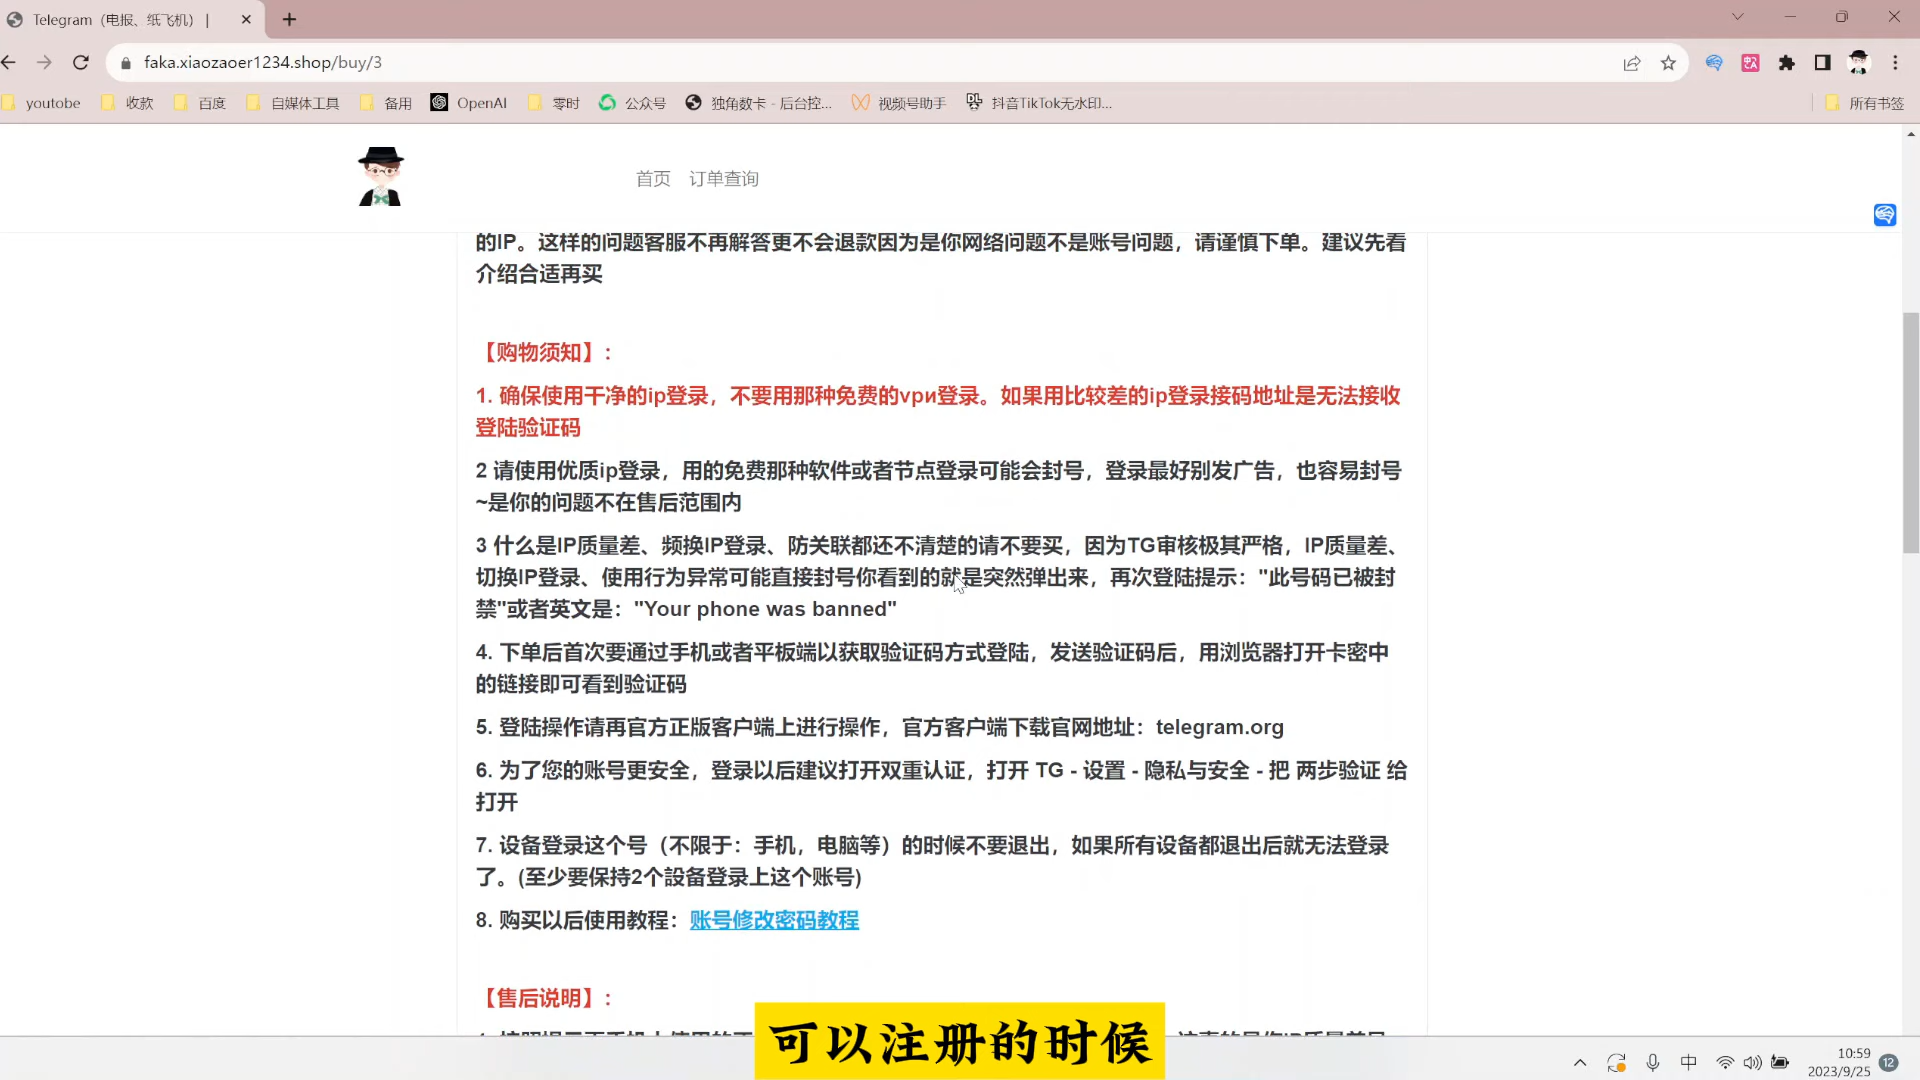 Telegram（电报、纸飞机） |
faka.xiaozaoer1234.shop/buy/3
youtube 收款 百度 自媒体工具 备用 OpenAI 零时 公众号 独角数卡 - 后台控... 视频号助手 抖音TikTok无水印... 所有书签
首页 订单查询
的IP。这样的问题客服不再解答更不会退款因为是你网络问题不是账号问题，请谨慎下单。建议先看
介绍合适再买
【购物须知】：
1. 确保使用干净的ip登录，不要用那种免费的vpи登录。如果用比较差的ip登录接码地址是无法接收
登陆验证码
2 请使用优质ip登录，用的免费那种软件或者节点登录可能会封号，登录最好别发广告，也容易封号
~是你的问题不在售后范围内
3 什么是IP质量差、频换IP登录、防关联都还不清楚的请不要买，因为TG审核极其严格，IP质量差、
切换IP登录、使用行为异常可能直接封号你看到的就是突然弹出来，再次登陆提示："此号码已被封
禁"或者英文是："Your phone was banned"
4. 下单后首次要通过手机或者平板端以获取验证码方式登陆，发送验证码后，用浏览器打开卡密中
的链接即可看到验证码
5. 登陆操作请再官方正版客户端上进行操作，官方客户端下载官网地址：telegram.org
6. 为了您的账号更安全，登录以后建议打开双重认证，打开 TG - 设置 - 隐私与安全 - 把 两步验证 给
打开
7. 设备登录这个号（不限于：手机，电脑等）的时候不要退出，如果所有设备都退出后就无法登录
了。(至少要保持2个設备登录上这个账号)
8. 购买以后使用教程：账号修改密码教程
【售后说明】：
可以注册的时候
中
10:59
2023/9/25
12